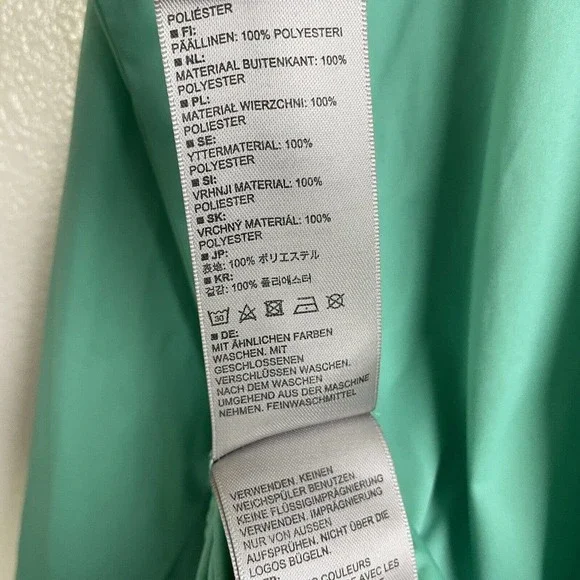 POLIÉSTER
■ FI:
PÄÄLLINEN: 100% POLYESTERI
■ NL:
MATERIAAL BUITENKANT: 100%
POLYESTER
■ PL:
MATERIAŁ WIERZCHNI: 100%
POLIESTER
■ SE:
YTTERMATERIAL: 100%
POLYESTER
■ SI:
VRHNJI MATERIAL: 100%
POLIESTER
■ SK:
VRCHNÝ MATERIÁL: 100%
POLYESTER
■ JP:
表地: 100% ポリエステル
■ KR:
겉감: 100% 폴리에스터
30
■ DE:
MIT ÄHNLICHEN FARBEN
WASCHEN. MIT
GESCHLOSSENEN
VERSCHLÜSSEN WASCHEN.
NACH DEM WASCHEN
UMGEHEND AUS DER MASCHINE
NEHMEN. FEINWASCHMITTEL
VERWENDEN. KEINEN
WEICHSPÜLER BENUTZEN
KEINE FLÜSSIGIMPRÄGNIERUNG
VERWENDEN. IMPRÄGNIERUNG
NUR VON AUSSEN
AUFSPRÜHEN. NICHT ÜBER DIE
LOGOS BÜGELN.
COULEURS
AVEC LES